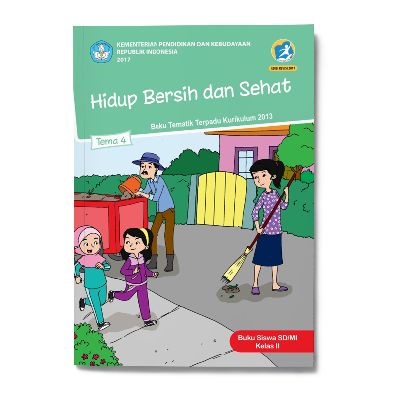 KEMENTERIAN PENDIDIKAN DAN KEBUDAYAAN
REPUBLIK INDONESIA
2017
Hidup Bersih dan Sehat
Buku Tematik Terpadu Kurikulum 2013
Tema 4
Buku Siswa SD/MI
Kelas II